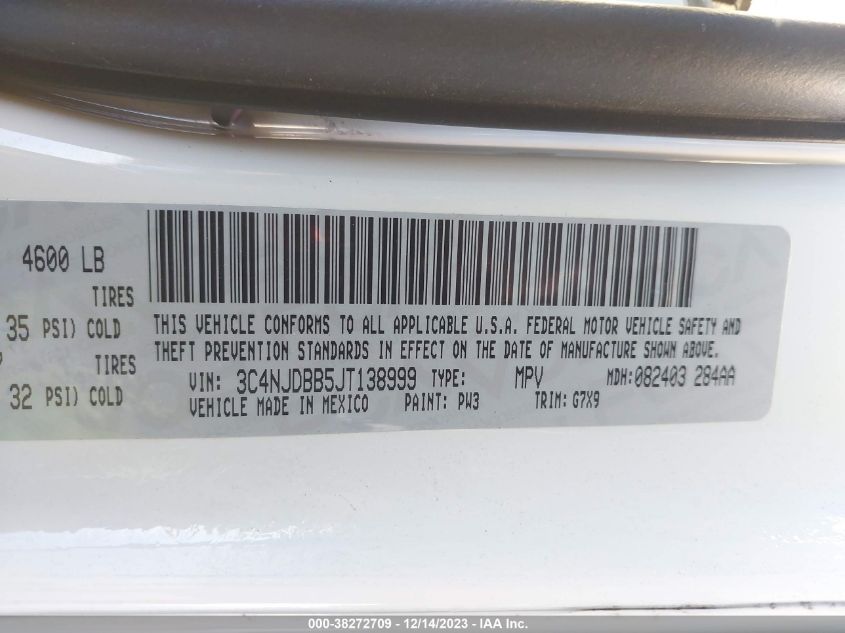 4600 LB
TIRES
35 PSI) COLD
TIRES
32 PSI) COLD
THIS VEHICLE CONFORMS TO ALL APPLICABLE U.S.A. FEDERAL MOTOR VEHICLE SAFETY AND
THEFT PREVENTION STANDARDS IN EFFECT ON THE DATE OF MANUFACTURE SHOWN ABOVE.
VIN: 3C4NJDBB5JT138999 TYPE: MPV MDH:082403 284AA
VEHICLE MADE IN MEXICO PAINT: PW3 TRIM: G7X9
000-38272709 - 12/14/2023 - IAA Inc.